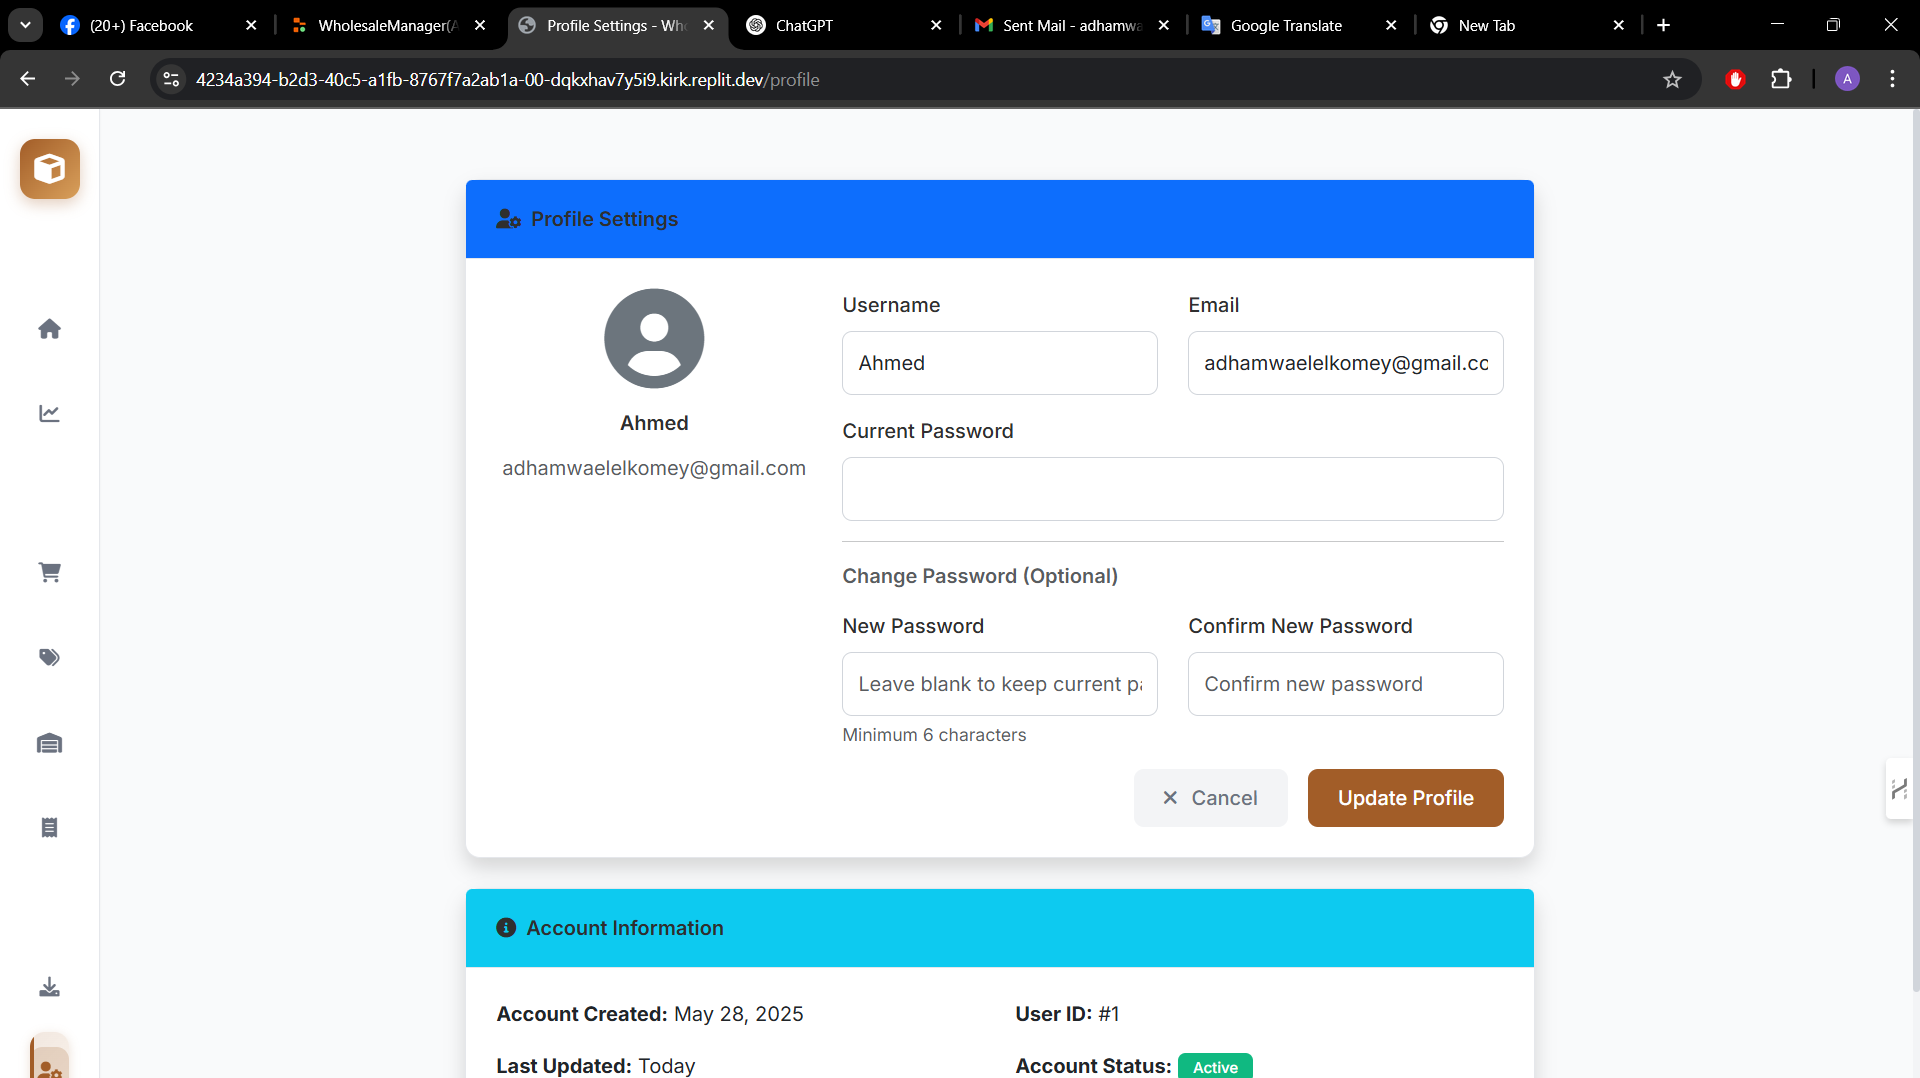 (20+) Facebook
WholesaleManager(A
Profile Settings - Who
ChatGPT
Sent Mail - adhamwa
Google Translate
New Tab
4234a394-b2d3-40c5-a1fb-8767f7a2ab1a-00-dqkxhav7y5i9.kirk.replit.dev/profile
A
Profile Settings
Username
Email
Ahmed
adhamwaelelkomey@gmail.co
Ahmed
adhamwaelelkomey@gmail.com
Current Password
Change Password (Optional)
New Password
Confirm New Password
Leave blank to keep current pa
Confirm new password
Minimum 6 characters
Cancel
Update Profile
Account Information
Account Created: May 28, 2025
User ID: #1
Last Updated: Today
Account Status: Active